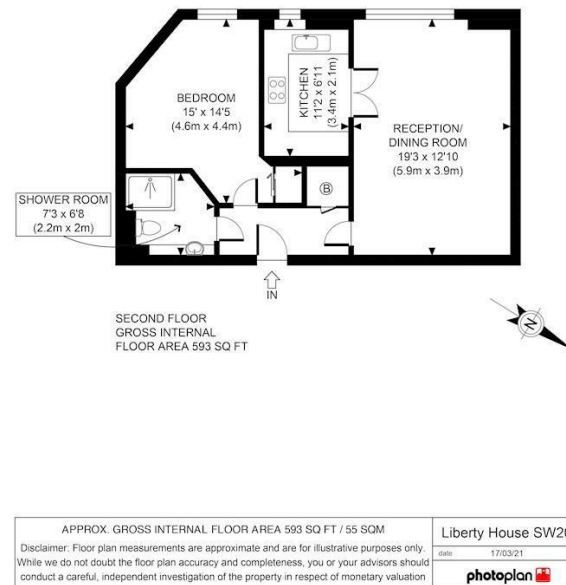 BEDROOM
15' x 14'5
(4.6m x 4.4m)
KITCHEN
11'2 x 6'11
(3.4m x 2.1m)
RECEPTION/
DINING ROOM
19'3 x 12'10
(5.9m x 3.9m)
SHOWER ROOM
7'3 x 6'8
(2.2m x 2m)
B
IN
SECOND FLOOR
GROSS INTERNAL
FLOOR AREA 593 SQ FT
N
APPROX. GROSS INTERNAL FLOOR AREA 593 SQ FT / 55 SQM
Disclaimer: Floor plan measurements are approximate and are for illustrative purposes only.
While we do not doubt the floor plan accuracy and completeness, you or your advisors should
conduct a careful, independent investigation of the property in respect of monetary valuation
Liberty House SW20
date 17/03/21
photoplan